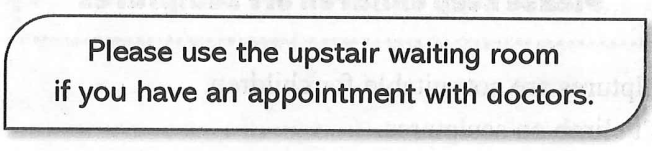 Please use the upstair waiting room
if you have an appointment with doctors.